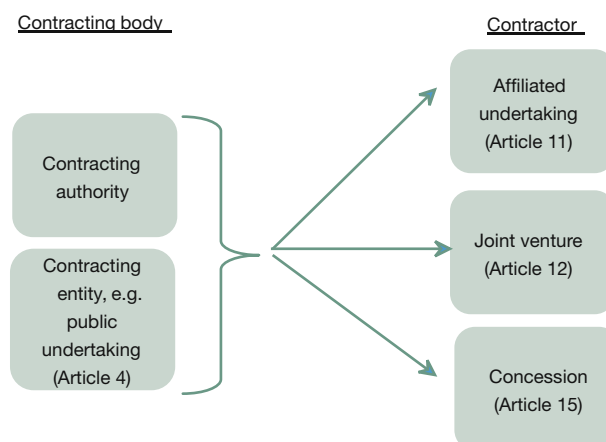 Contracting body
Contractor
Contracting
authority
Contracting
entity, e.g.
public
undertaking
(Article 4)
Affiliated
undertaking
(Article 11)
Joint venture
(Article 12)
Concession
(Article 15)